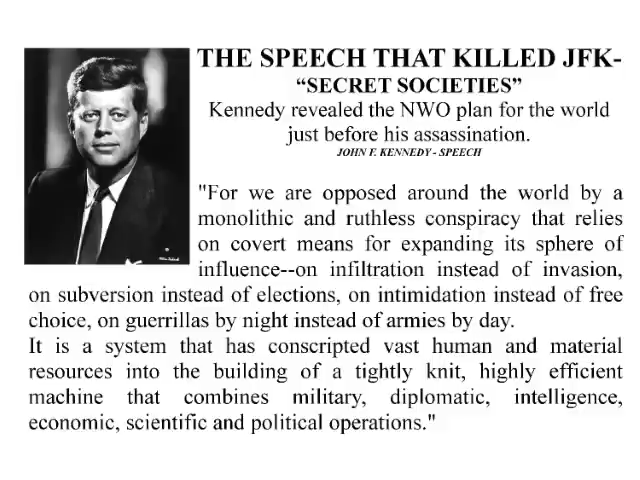 THE SPEECH THAT KILLED JFK-
“SECRET SOCIETIES”
Kennedy revealed the NWO plan for the world
just before his assassination.
JOHN F. KENNEDY - SPEECH
"For we are opposed around the world by a
monolithic and ruthless conspiracy that relies
on covert means for expanding its sphere of
influence--on infiltration instead of invasion,
on subversion instead of elections, on intimidation instead of free
choice, on guerrillas by night instead of armies by day.
It is a system that has conscripted vast human and material
resources into the building of a tightly knit, highly efficient
machine that combines military, diplomatic, intelligence,
economic, scientific and political operations."